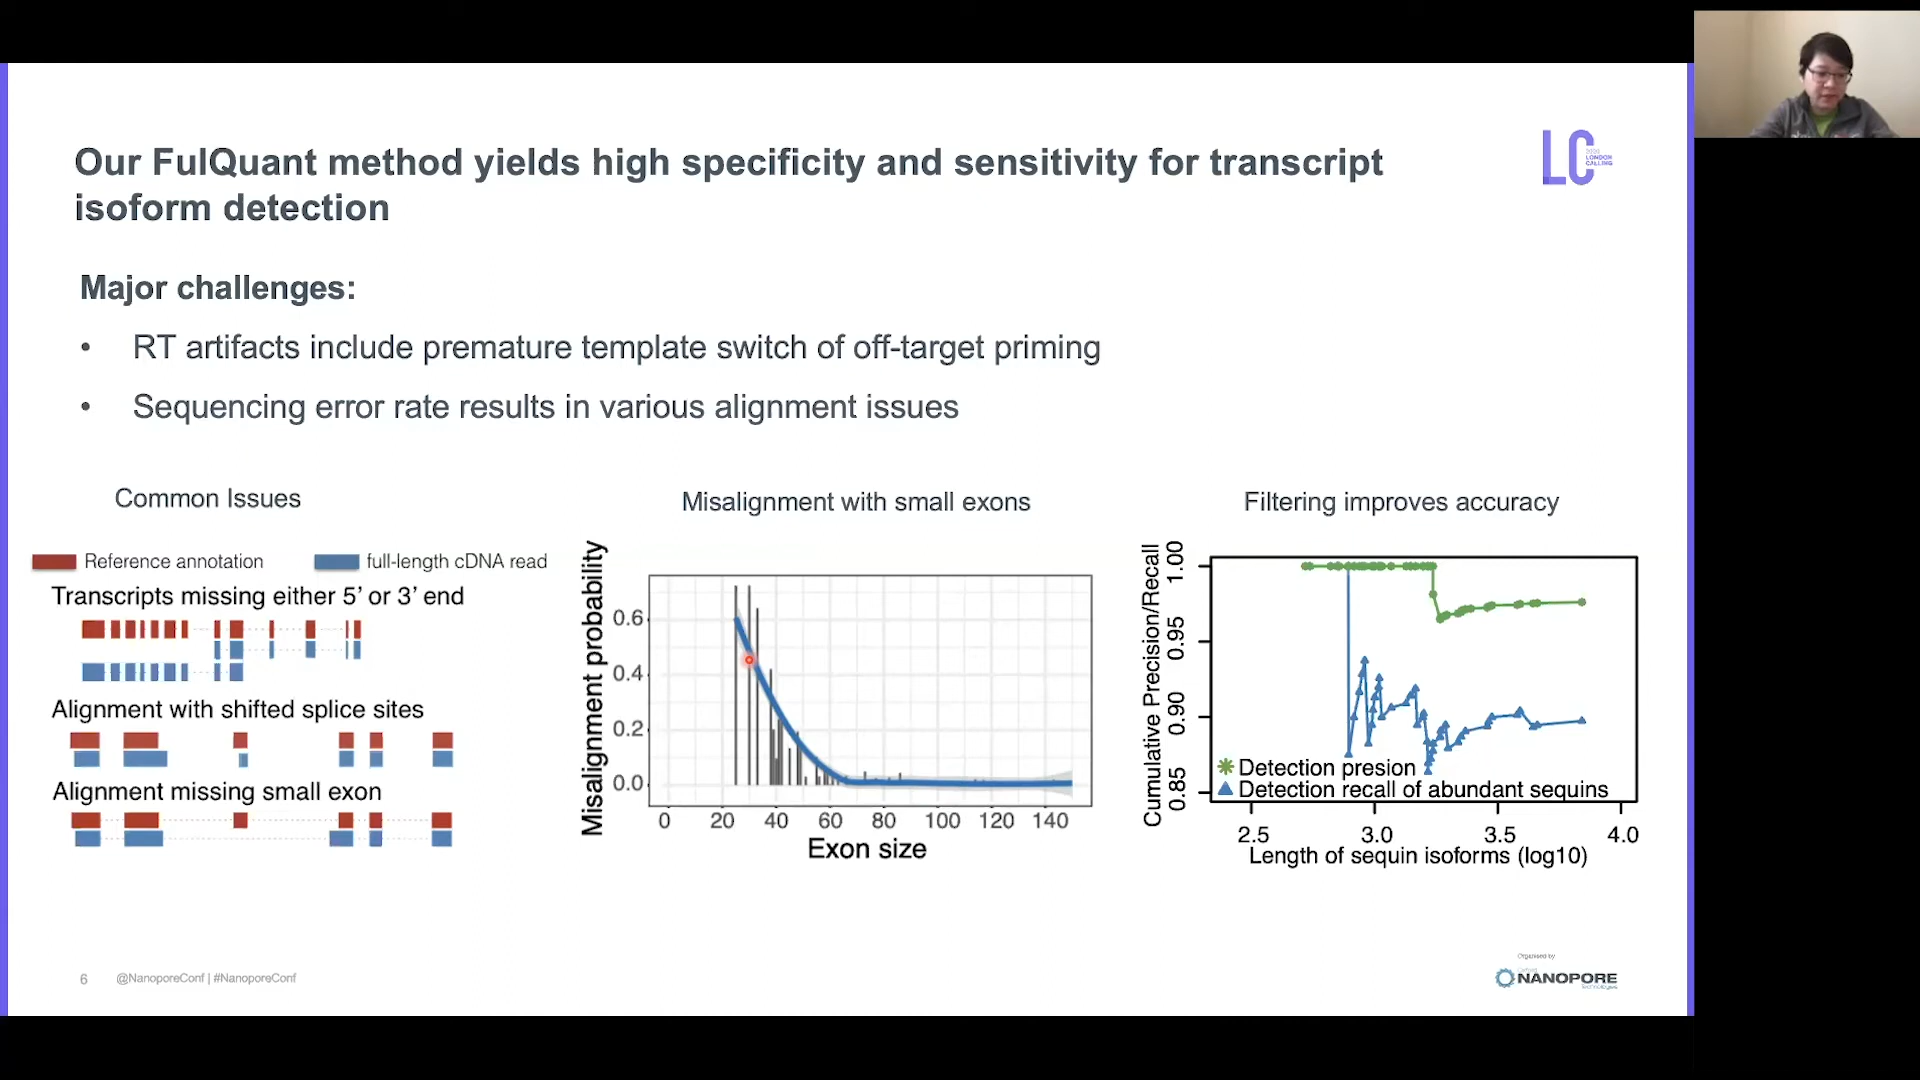 Our FulQuant method yields high specificity and sensitivity for transcript
isoform detection
LC
2020
LONDON
CALLING
Major challenges:
• RT artifacts include premature template switch of off-target priming
• Sequencing error rate results in various alignment issues
Common Issues
Reference annotation
full-length cDNA read
Transcripts missing either 5' or 3' end
Alignment with shifted splice sites
Alignment missing small exon
Misalignment with small exons
Misalignment probability
0.6
0.4
0.2
0.0
0 20 40 60 80 100 120 140
Exon size
Filtering improves accuracy
Cumulative Precision/Recall
1.00
0.95
0.90
0.85
Detection presion
Detection recall of abundant sequins
2.5 3.0 3.5 4.0
Length of sequin isoforms (log10)
6
@NanoporeConf | #NanoporeConf
Organised by
Oxford
NANOPORE
Technologies